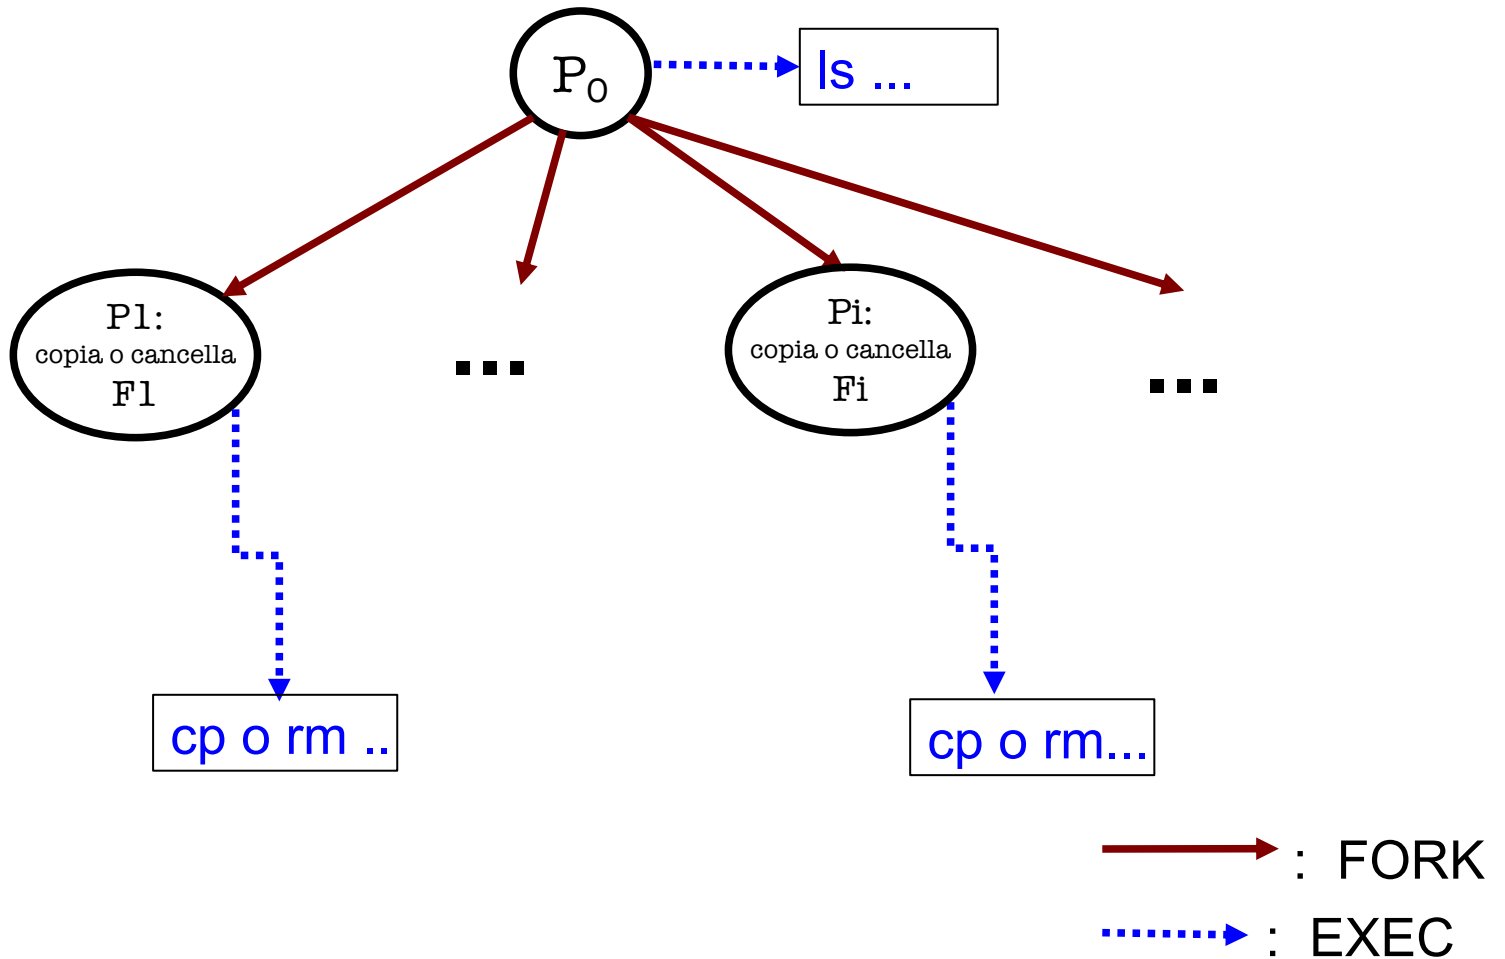 P0
ls ...
P1:
copia o cancella
F1
...
Pi:
copia o cancella
Fi
...
cp o rm ..
cp o rm...
: FORK
: EXEC